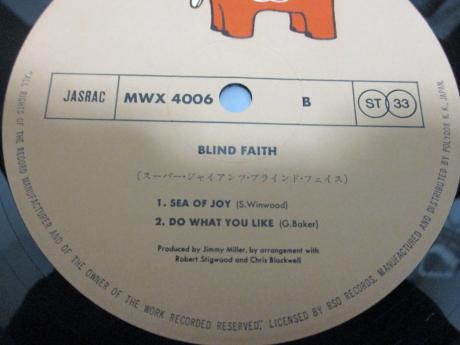 JASRAC
MWX 4006
B
ST 33
BLIND FAITH
(スーパー・ジャイアンツ・ブラインド・フェイス)
1. SEA OF JOY (S.Winwood)
2. DO WHAT YOU LIKE (G.Baker)
Produced by Jimmy Miller, by arrangement with
Robert Stigwood and Chris Blackwell
"ALL RIGHTS OF THE RECORD MANUFACTURER AND OF THE OWNER OF THE WORK RECORDED RESERVED", LICENSED BY RSO RECORDS, MANUFACTURED AND DISTRIBUTED BY POLYDOR K. K., JAPAN.